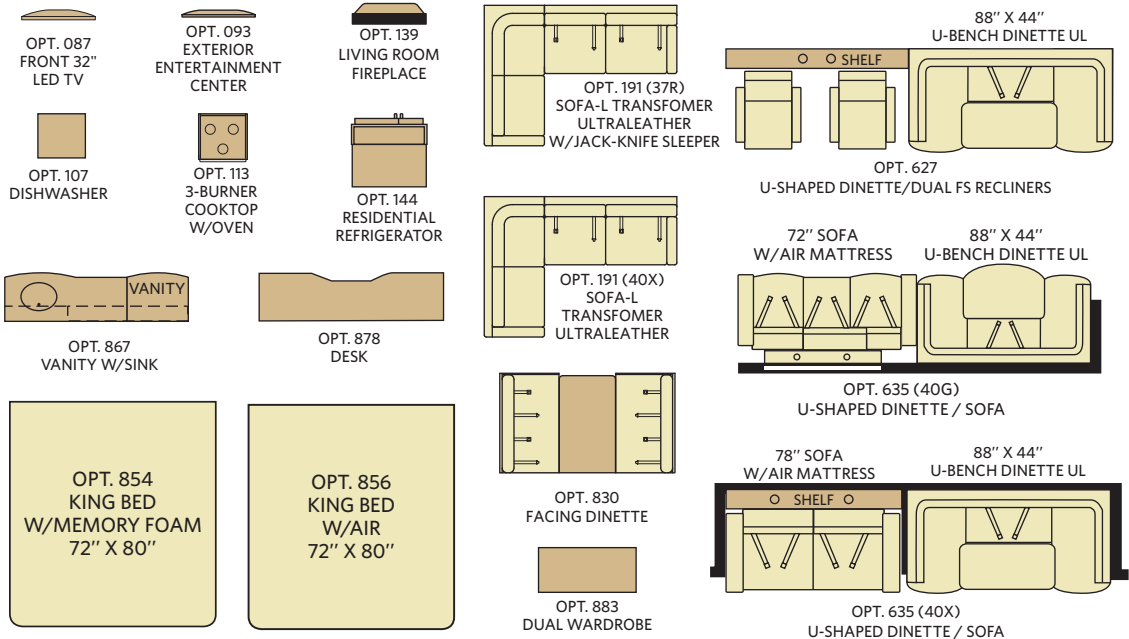 OPT. 087
FRONT 32"
LED TV
OPT. 093
EXTERIOR
ENTERTAINMENT
CENTER
OPT. 139
LIVING ROOM
FIREPLACE
OPT. 107
DISHWASHER
OPT. 113
3-BURNER
COOKTOP
W/OVEN
OPT. 144
RESIDENTIAL
REFRIGERATOR
VANITY
OPT. 867
VANITY W/SINK
OPT. 878
DESK
OPT. 854
KING BED
W/MEMORY FOAM
72" X 80"
OPT. 856
KING BED
W/AIR
72" X 80"
OPT. 191 (37R)
SOFA-L TRANSFOMER
ULTRALEATHER
W/JACK-KNIFE SLEEPER
OPT. 191 (40X)
SOFA-L
TRANSFOMER
ULTRALEATHER
OPT. 830
FACING DINETTE
OPT. 883
DUAL WARDROBE
88" X 44"
U-BENCH DINETTE UL
SHELF
OPT. 627
U-SHAPED DINETTE/DUAL FS RECLINERS
72" SOFA
W/AIR MATTRESS
88" X 44"
U-BENCH DINETTE UL
OPT. 635 (40G)
U-SHAPED DINETTE / SOFA
78" SOFA
W/AIR MATTRESS
88" X 44"
U-BENCH DINETTE UL
SHELF
OPT. 635 (40X)
U-SHAPED DINETTE / SOFA